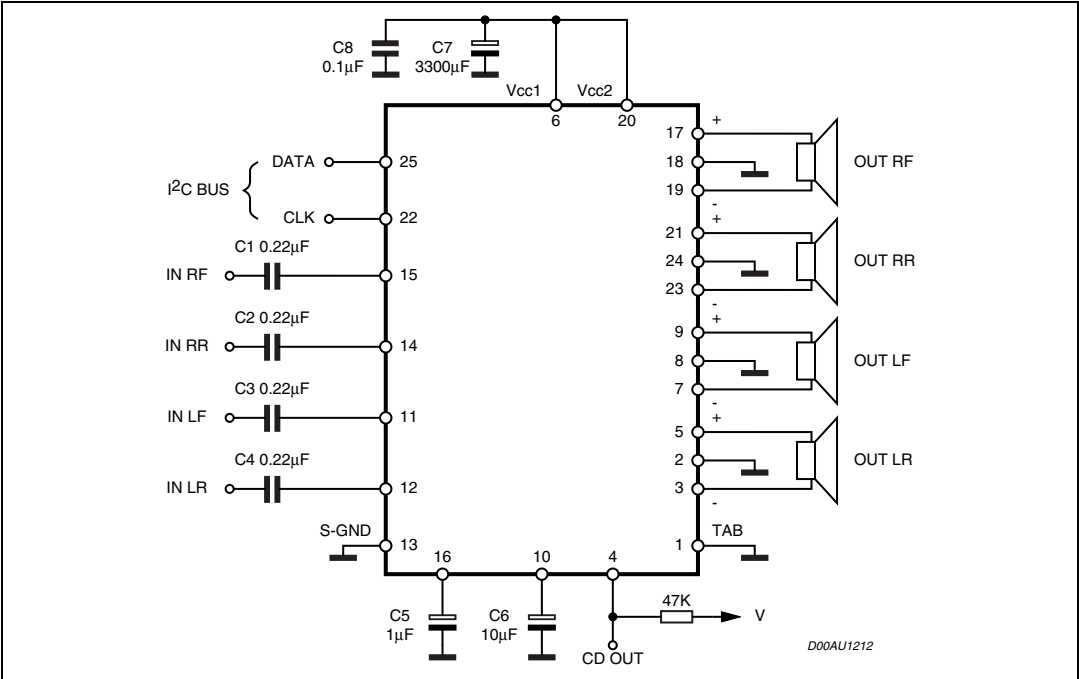 C8
0.1µF
C7
3300µF
Vcc1
Vcc2
6
20
DATA
25
I²C BUS
CLK
22
C1 0.22µF
IN RF
15
C2 0.22µF
IN RR
14
C3 0.22µF
IN LF
11
C4 0.22µF
IN LR
12
S-GND
13
17
+
18
19
-
OUT RF
21
+
24
23
-
OUT RR
9
+
8
7
-
OUT LF
5
+
2
3
-
OUT LR
1
TAB
16
10
4
C5
1µF
C6
10µF
47K
V
CD OUT
D00AU1212